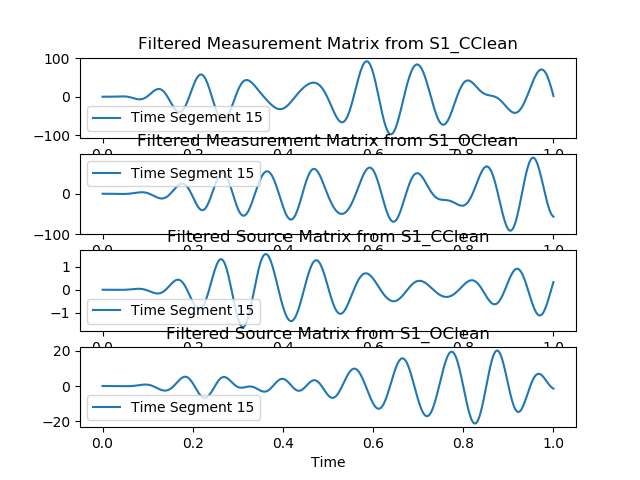 Filtered Measurement Matrix from S1_CClean
100
0
−100
Time Segement 15
0.0 0.2 0.4 0.6 0.8 1.0
Filtered Measurement Matrix from S1_OClean
0
−100
Time Segment 15
0.0 0.2 0.4 0.6 0.8 1.0
Filtered Source Matrix from S1_CClean
1
0
−1
Time Segment 15
0.0 0.2 0.4 0.6 0.8 1.0
Filtered Source Matrix from S1_OClean
20
0
−20
Time Segment 15
0.0 0.2 0.4 0.6 0.8 1.0
Time